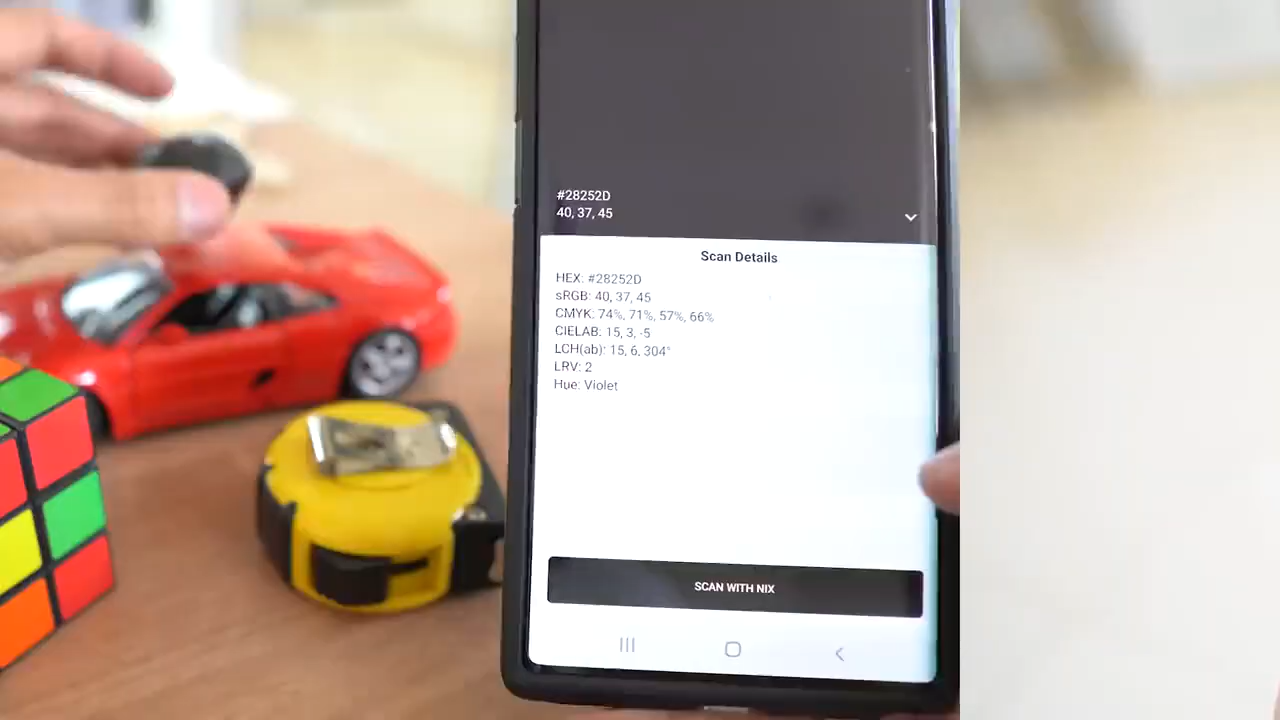 #28252D
40, 37, 45
Scan Details
HEX: #28252D
sRGB: 40, 37, 45
CMYK: 74%, 71%, 57%, 66%
CIELAB: 15, 3, -5
LCH(ab): 15, 6, 304°
LRV: 2
Hue: Violet
SCAN WITH NIX